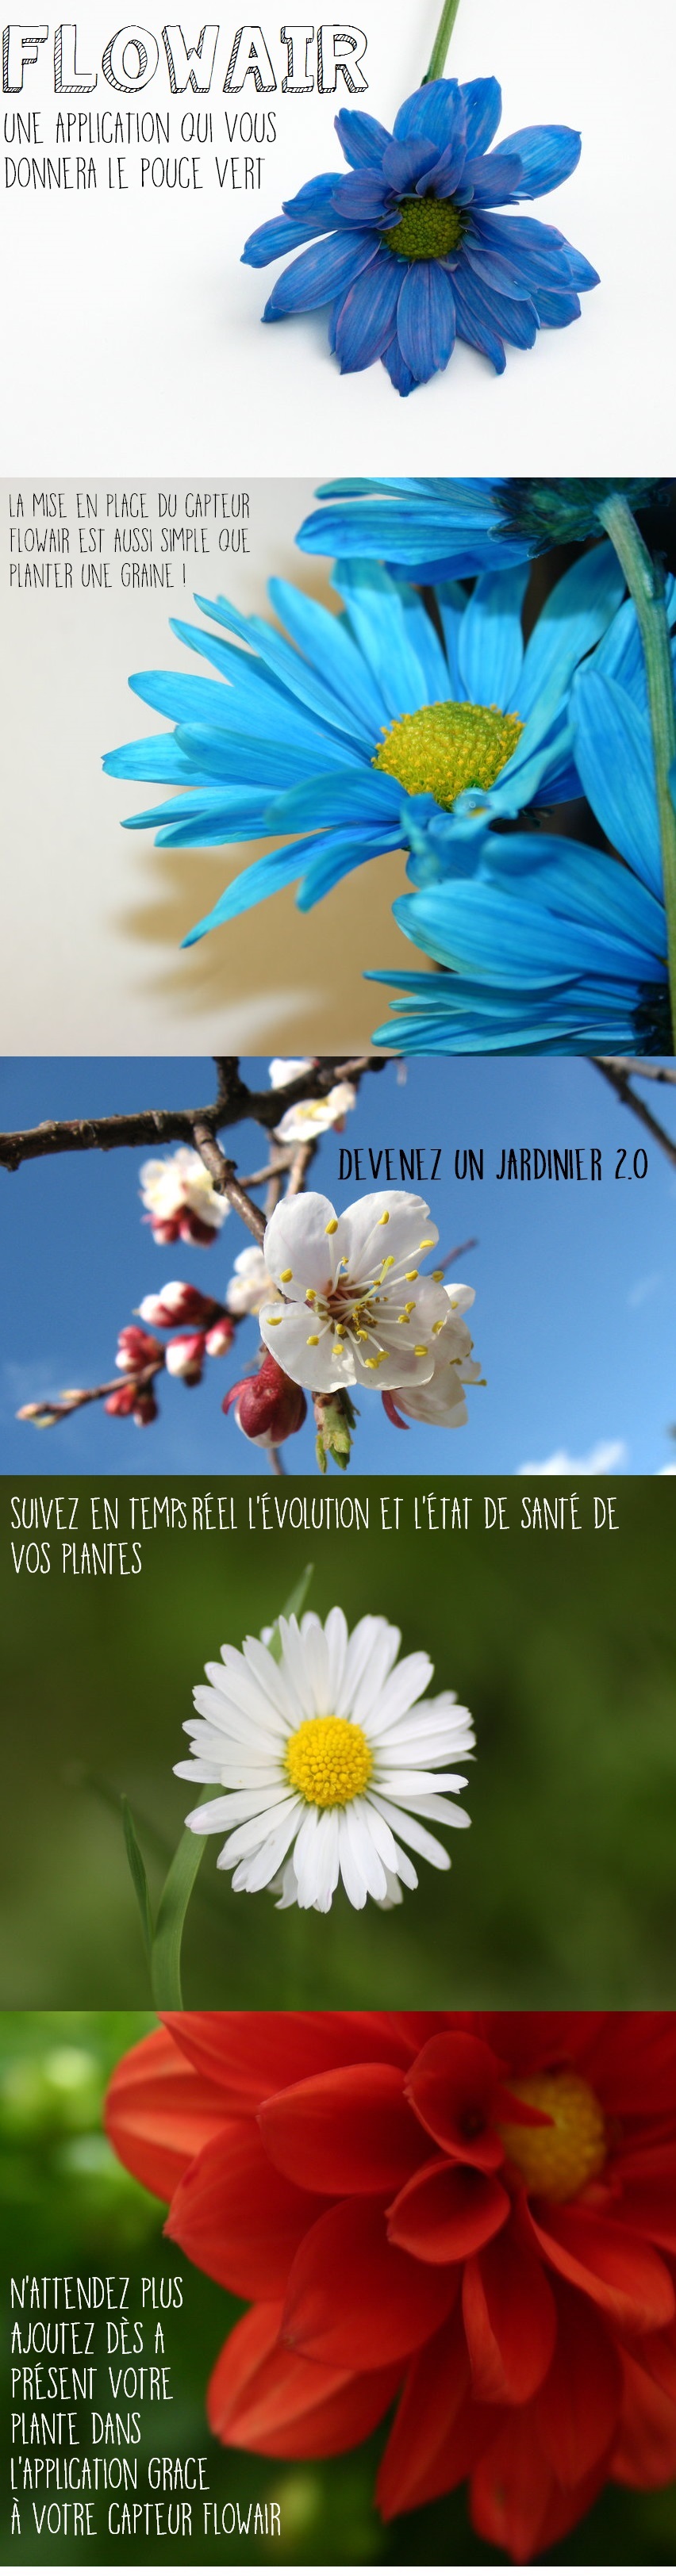 FLOWAIR
UNE APPLICATION QUI VOUS
DONNERA LE POUCE VERT
LA MISE EN PLACE DU CAPTEUR
FLOWAIR EST AUSSI SIMPLE QUE
PLANTER UNE GRAINE !
DEVENEZ UN JARDINIER 2.0
SUIVEZ EN TEMPS RÉEL L'ÉVOLUTION ET L'ÉTAT DE SANTÉ DE
VOS PLANTES
N'ATTENDEZ PLUS
AJOUTEZ DÈS A
PRÉSENT VOTRE
PLANTE DANS
L'APPLICATION GRACE
À VOTRE CAPTEUR FLOWAIR